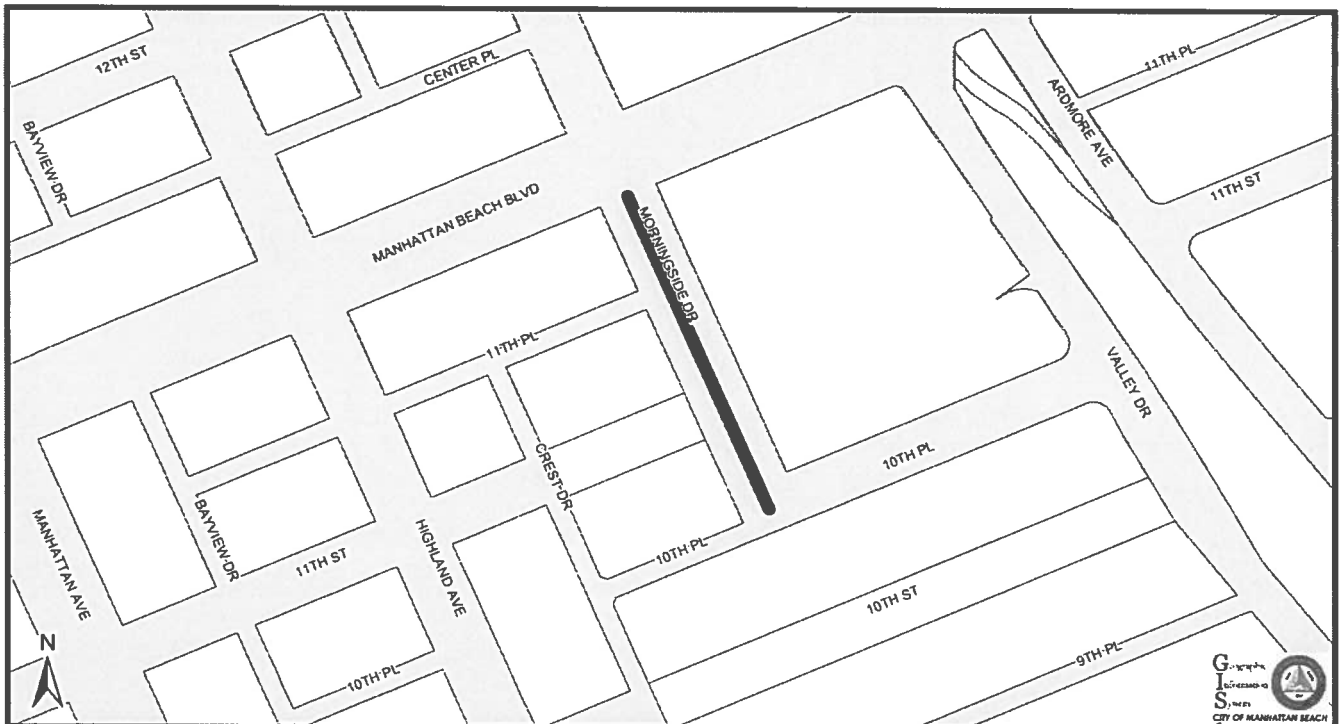 12TH ST
CENTER PL
11TH PL
ARDMORE AVE
BAYVIEW DR
11TH ST
MANHATTAN BEACH BLVD
MORNINGSIDE DR
11TH PL
VALLEY DR
CREST DR
10TH PL
MANHATTAN AVE
BAYVIEW DR
HIGHLAND AVE
11TH ST
10TH PL
10TH ST
9TH PL
10TH PL
N
G
I
S
CITY OF MANHATTAN BEACH